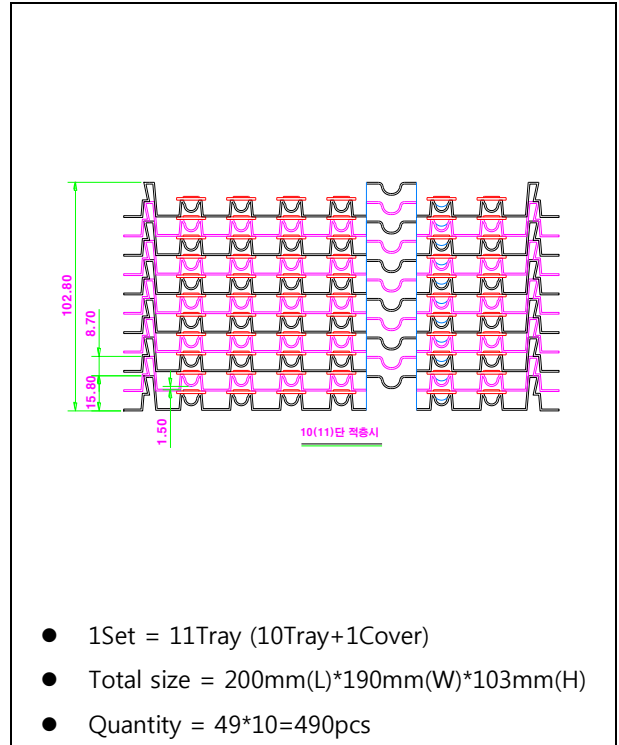 102.80
8.70
15.80
1.50
10(11)단 적층시
● 1Set = 11Tray (10Tray+1Cover)
● Total size = 200mm(L)*190mm(W)*103mm(H)
● Quantity = 49*10=490pcs